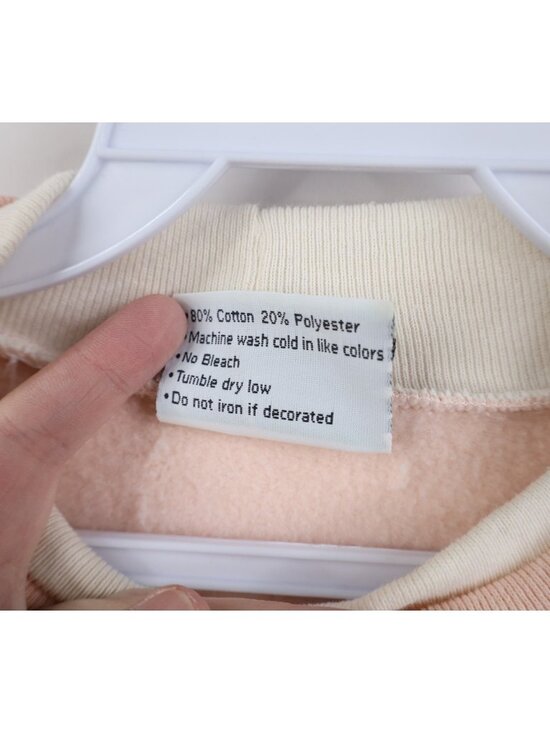 • 80% Cotton 20% Polyester
• Machine wash cold in like colors
• No Bleach
• Tumble dry low
• Do not iron if decorated